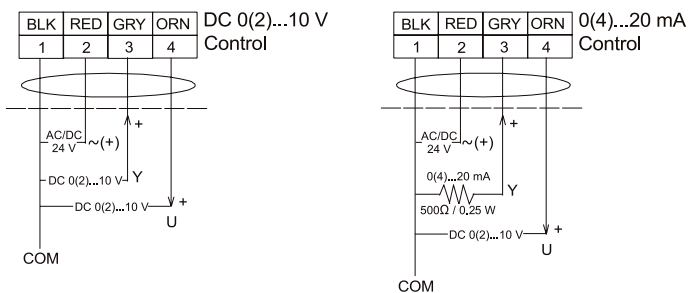 BLK RED GRY ORN DC 0(2)...10 V
1 2 3 4 Control
+
AC/DC
24 V ~(+)
DC 0(2)...10 V Y
DC 0(2)...10 V +
U
COM
BLK RED GRY ORN 0(4)...20 mA
1 2 3 4 Control
+
AC/DC
24 V ~(+)
0(4)...20 mA
Y
500Ω / 0.25 W
DC 0(2)...10 V +
U
COM